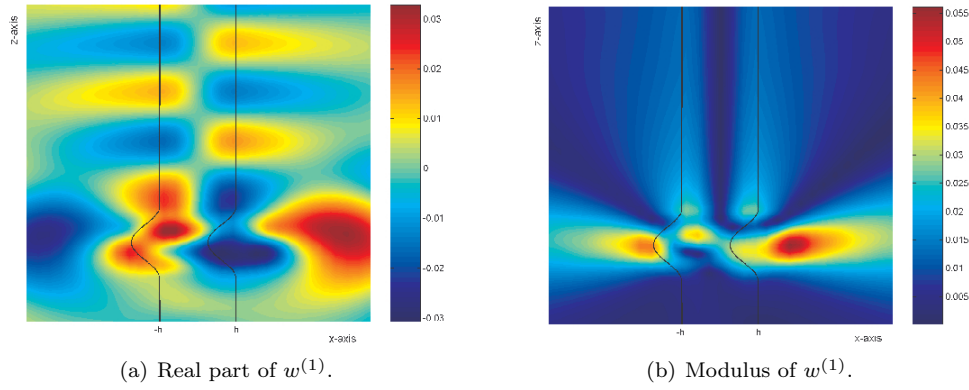 z-axis
0.03
0.02
0.01
0
-0.01
-0.02
-0.03
-h
h
x-axis
(a) Real part of w^{(1)}.
z-axis
0.055
0.05
0.045
0.04
0.035
0.03
0.025
0.02
0.015
0.01
0.005
-h
h
x-axis
(b) Modulus of w^{(1)}.